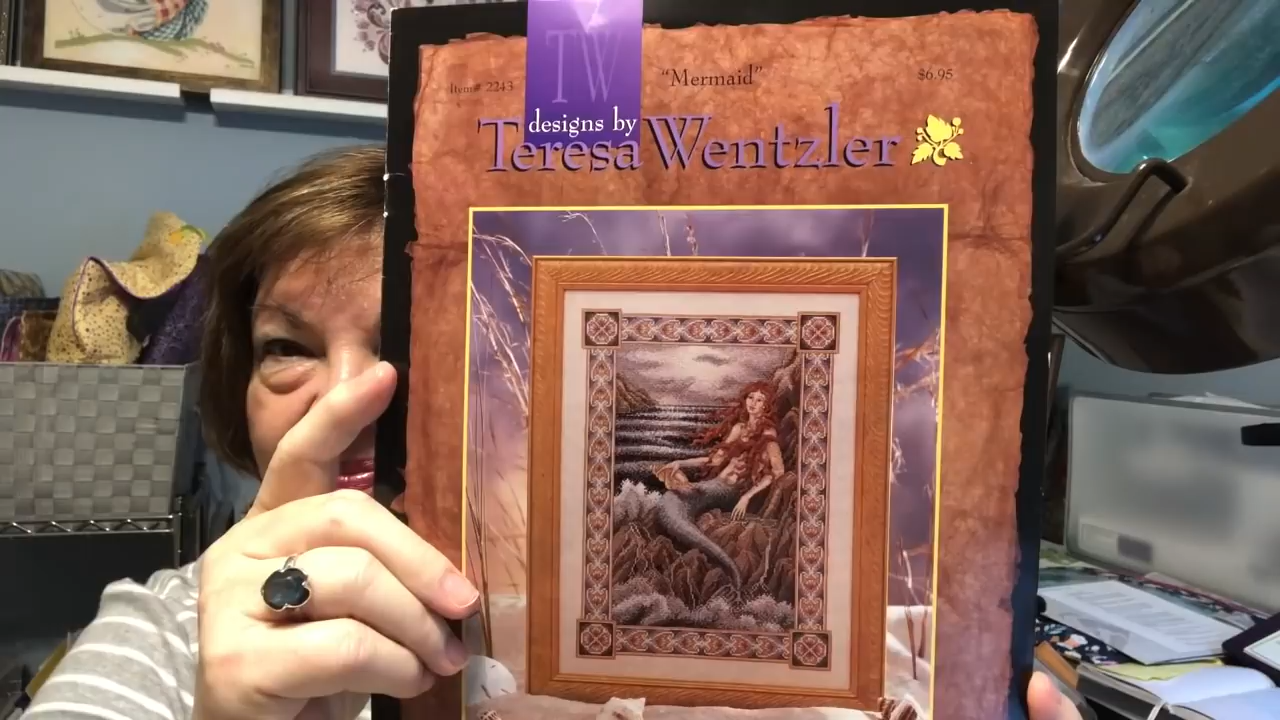 TW
Item# 2243
"Mermaid"
$6.95
designs by
Teresa Wentzler